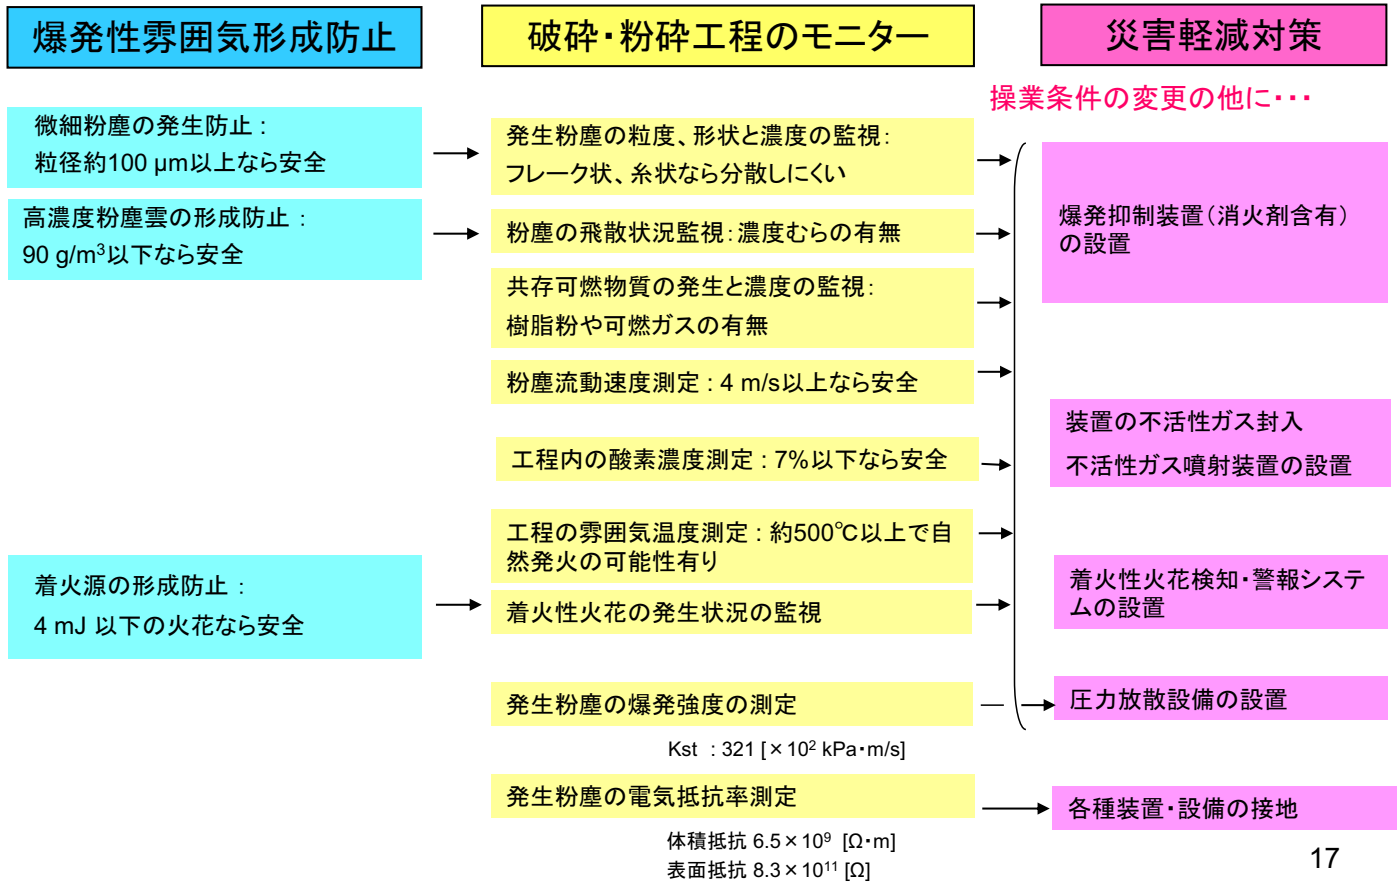 爆発性雰囲気形成防止
破砕・粉砕工程のモニター
災害軽減対策
操業条件の変更の他に・・・
微細粉塵の発生防止：
粒径約100 μm以上なら安全
高濃度粉塵雲の形成防止：
90 g/m³以下なら安全
着火源の形成防止：
4 mJ 以下の火花なら安全
発生粉塵の粒度、形状と濃度の監視：
フレーク状、糸状なら分散しにくい
粉塵の飛散状況監視：濃度むらの有無
共存可燃物質の発生と濃度の監視：
樹脂粉や可燃ガスの有無
粉塵流動速度測定：4 m/s以上なら安全
工程内の酸素濃度測定：7%以下なら安全
工程の雰囲気温度測定：約500℃以上で自
然発火の可能性有り
着火性火花の発生状況の監視
発生粉塵の爆発強度の測定
Kst ：321 [×10² kPa・m/s]
発生粉塵の電気抵抗率測定
体積抵抗 6.5×10⁹ [Ω・m]
表面抵抗 8.3×10¹¹ [Ω]
爆発抑制装置（消火剤含有）
の設置
装置の不活性ガス封入
不活性ガス噴射装置の設置
着火性火花検知・警報システ
ムの設置
圧力放散設備の設置
各種装置・設備の接地
17